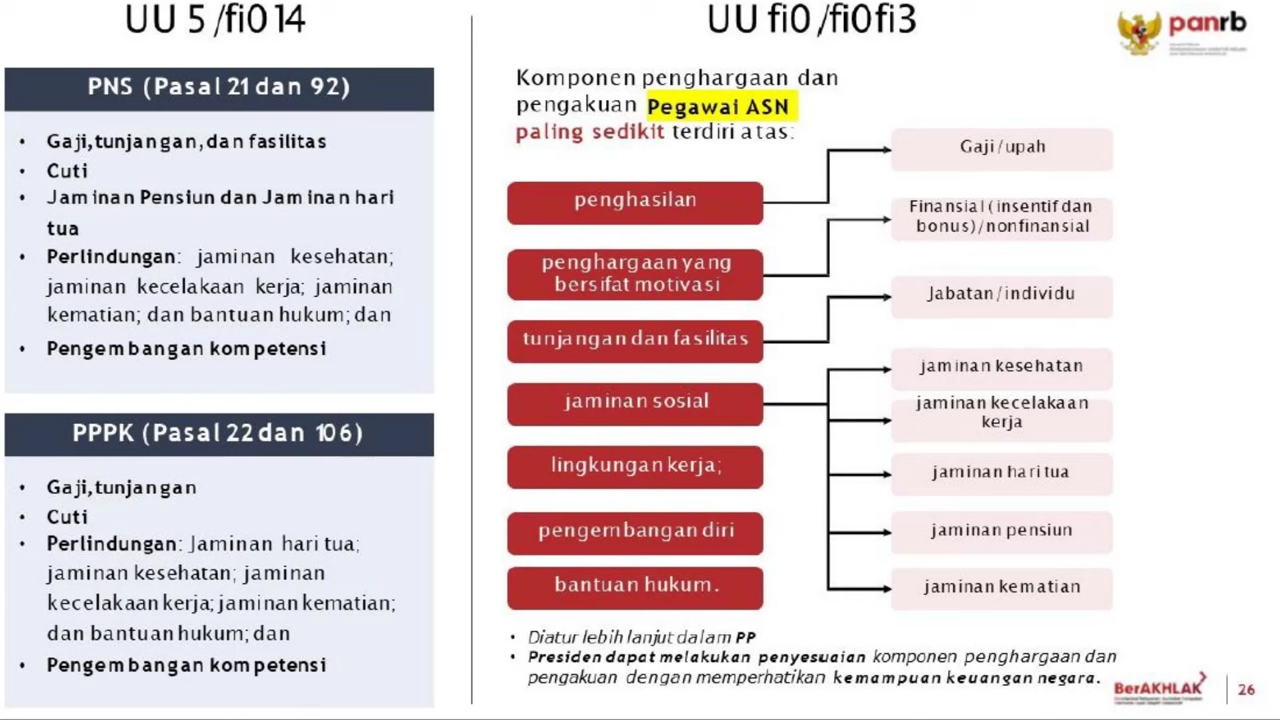 UU 5 /fi014
PNS (Pasal 21 dan 92)
• Gaji,tunjangan,dan fasilitas
• Cuti
• Jaminan Pensiun dan Jaminan hari
tua
• Perlindungan: jaminan kesehatan;
jaminan kecelakaan kerja; jaminan
kematian; dan bantuan hukum; dan
• Pengembangan kompetensi
PPPK (Pasal 22 dan 106)
• Gaji,tunjangan
• Cuti
• Perlindungan: Jaminan hari tua;
jaminan kesehatan; jaminan
kecelakaan kerja; jaminan kematian;
dan bantuan hukum; dan
• Pengembangan kompetensi
UU fi0 /fi0fi3
panrb
Komponen penghargaan dan
pengakuan Pegawai ASN
paling sedikit terdiri atas:
penghasilan
Gaji/upah
penghargaan yang
bersifat motivasi
Finansial (insentif dan
bonus)/nonfinansial
tunjangan dan fasilitas
Jabatan/individu
jaminan sosial
jaminan kesehatan
jaminan kecelakaan
kerja
jaminan hari tua
jaminan pensiun
jaminan kematian
lingkungan kerja;
pengembangan diri
bantuan hukum.
• Diatur lebih lanjut dalam PP
• Presiden dapat melakukan penyesuaian komponen penghargaan dan
pengakuan dengan memperhatikan kemampuan keuangan negara.
BerAKHLAK
26